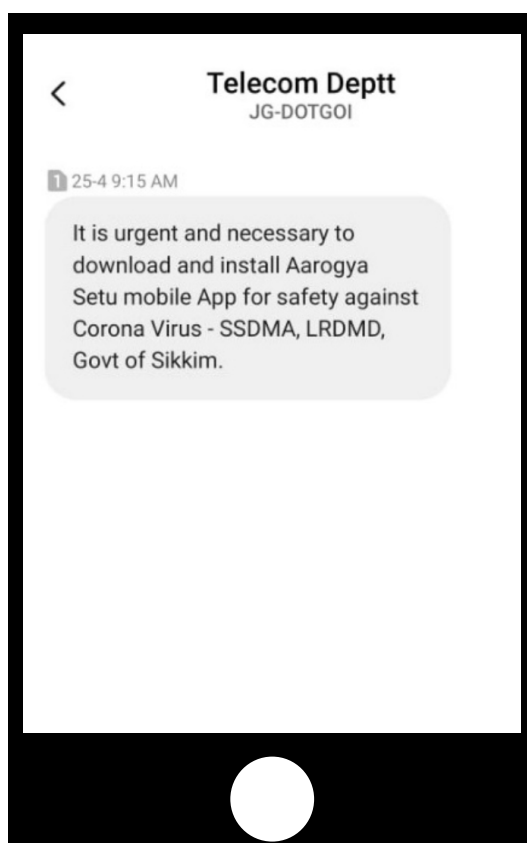 Telecom Deptt
JG-DOTGOI
1 25-4 9:15 AM
It is urgent and necessary to
download and install Aarogya
Setu mobile App for safety against
Corona Virus - SSDMA, LRDMD,
Govt of Sikkim.